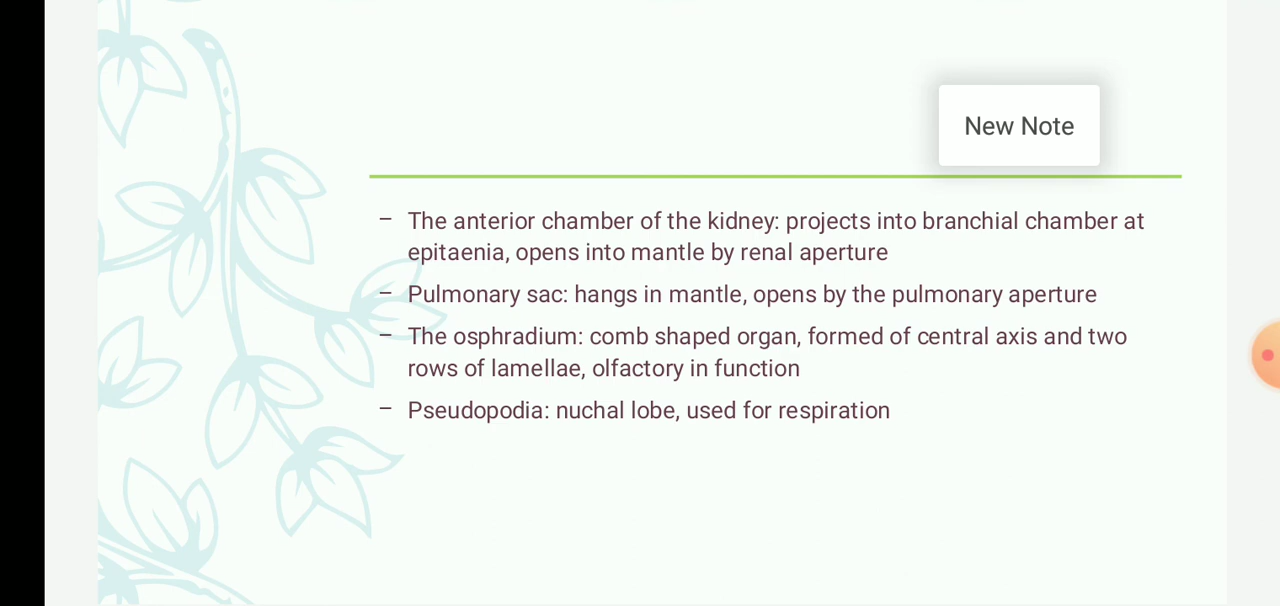 New Note
– The anterior chamber of the kidney: projects into branchial chamber at
epitaenia, opens into mantle by renal aperture
– Pulmonary sac: hangs in mantle, opens by the pulmonary aperture
– The osphradium: comb shaped organ, formed of central axis and two
rows of lamellae, olfactory in function
– Pseudopodia: nuchal lobe, used for respiration